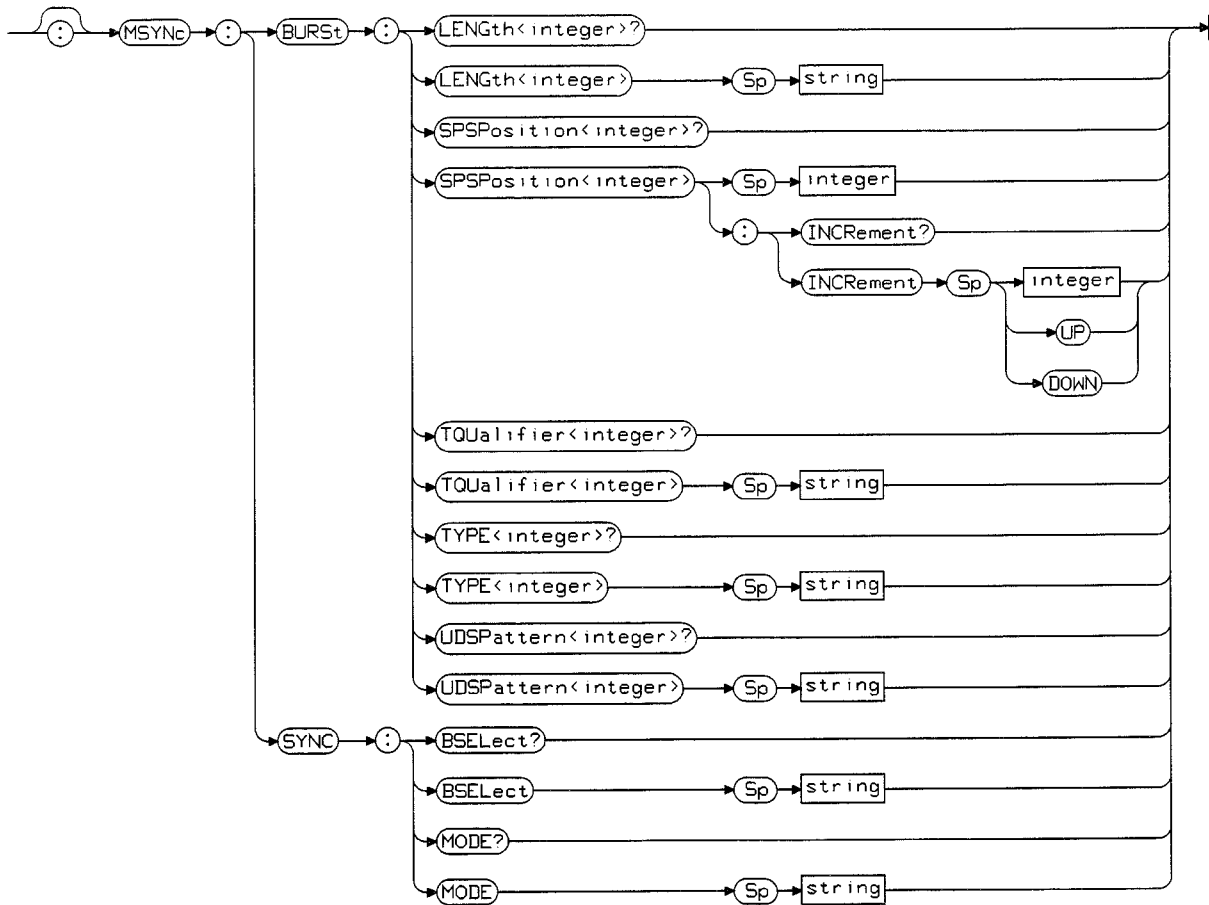 : MSYNc : BURSt : LENGth<integer>?
LENGth<integer> Sp string
SPSPosition<integer>?
SPSPosition<integer> Sp integer
: INCRement?
INCRement Sp integer
UP
DOWN
TQUalifier<integer>?
TQUalifier<integer> Sp string
TYPE<integer>?
TYPE<integer> Sp string
UDSPattern<integer>?
UDSPattern<integer> Sp string
SYNC : BSELect?
BSELect Sp string
MODE?
MODE Sp string